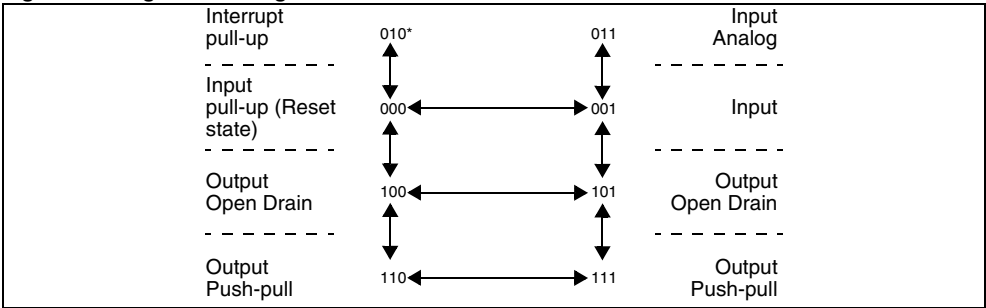 Interrupt
pull-up
010*
011
Input
Analog
Input
pull-up (Reset
state)
000
001
Input
Output
Open Drain
100
101
Output
Open Drain
Output
Push-pull
110
111
Output
Push-pull